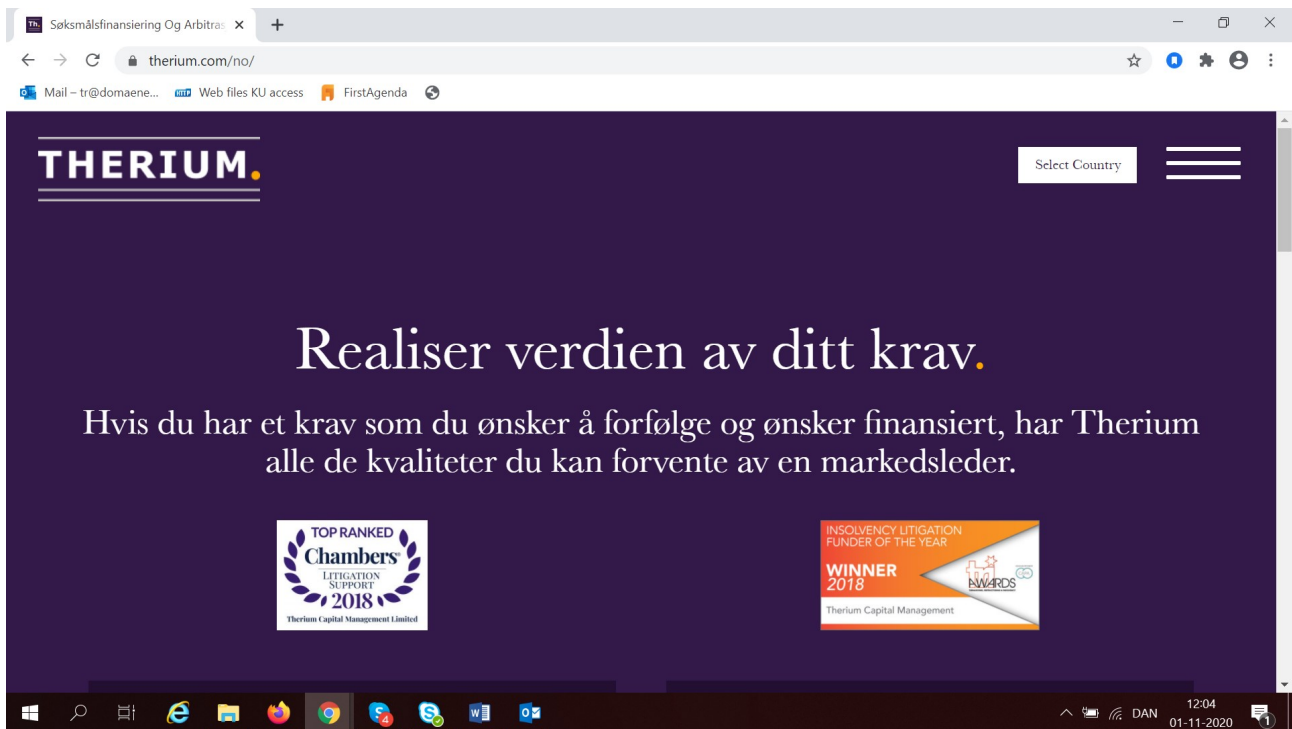 Th.
Søksmålsfinansiering Og Arbitras
therium.com/no/
Mail – tr@domaene...
Web files KU access
FirstAgenda
THERIUM.
Select Country
Realiser verdien av ditt krav.
Hvis du har et krav som du ønsker å forfølge og ønsker finansiert, har Therium
alle de kvaliteter du kan forvente av en markedsleder.
TOP RANKED
Chambers
LITIGATION
SUPPORT
2018
Therium Capital Management Limited
INSOLVENCY LITIGATION
FUNDER OF THE YEAR
WINNER
2018
AWARDS
Therium Capital Management
4
DAN
12:04
01-11-2020
1